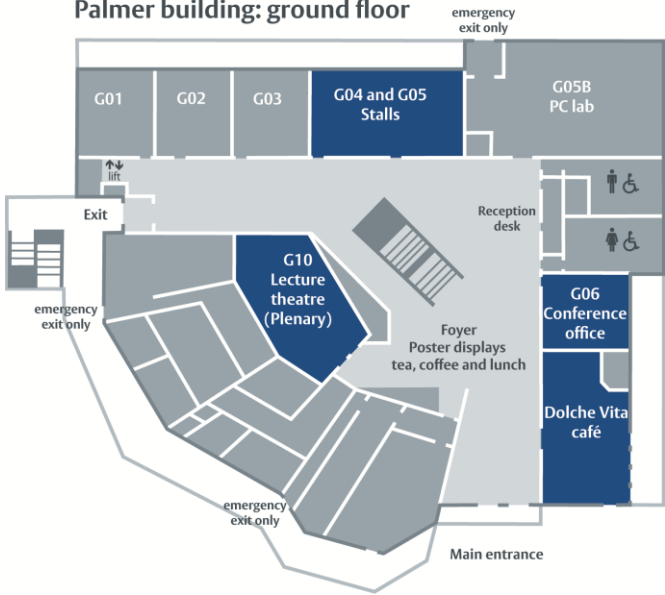 Palmer building: ground floor
emergency
exit only
G01
G02
G03
G04 and G05
Stalls
G05B
PC lab
lift
Exit
Reception
desk
G10
Lecture
theatre
(Plenary)
G06
Conference
office
emergency
exit only
Foyer
Poster displays
tea, coffee and lunch
Dolche Vita
café
emergency
exit only
Main entrance